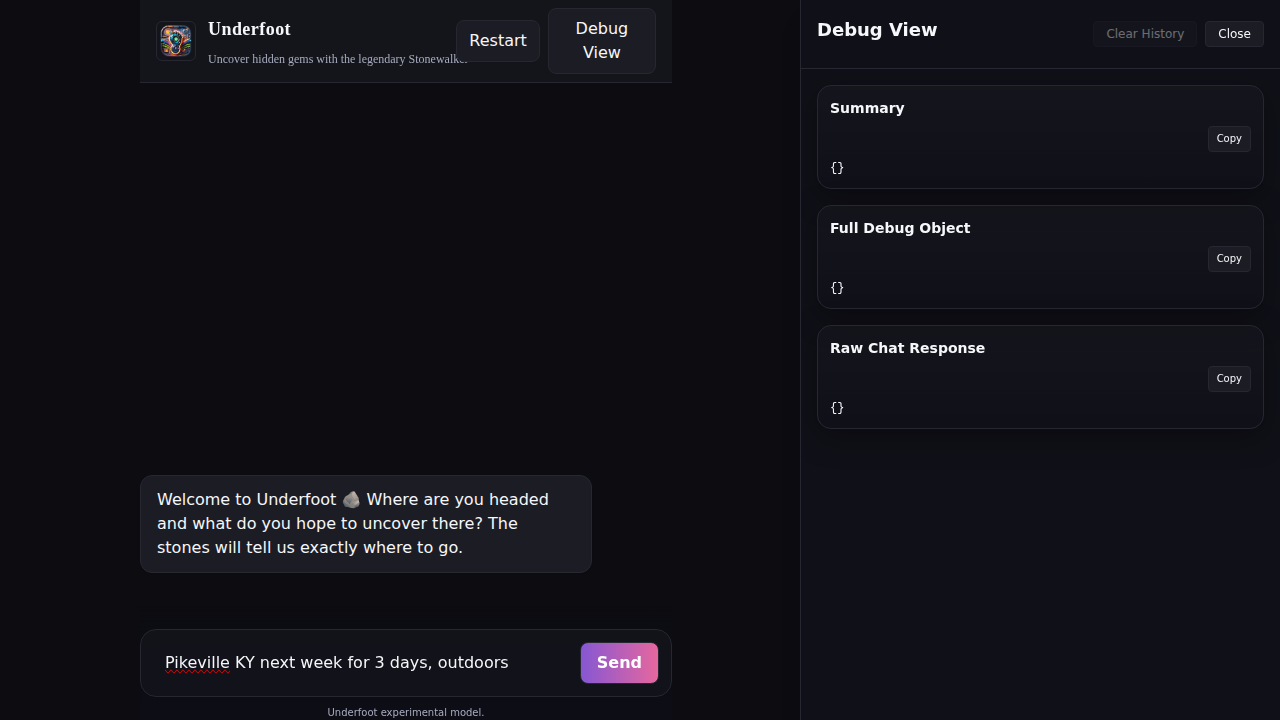 Underfoot
Uncover hidden gems with the legendary Stonewalker
Restart
Debug
View
Welcome to Underfoot 🪨 Where are you headed
and what do you hope to uncover there? The
stones will tell us exactly where to go.
Pikeville KY next week for 3 days, outdoors
Send
Underfoot experimental model.
Debug View
Clear History
Close
Summary
Copy
{}
Full Debug Object
Copy
{}
Raw Chat Response
Copy
{}